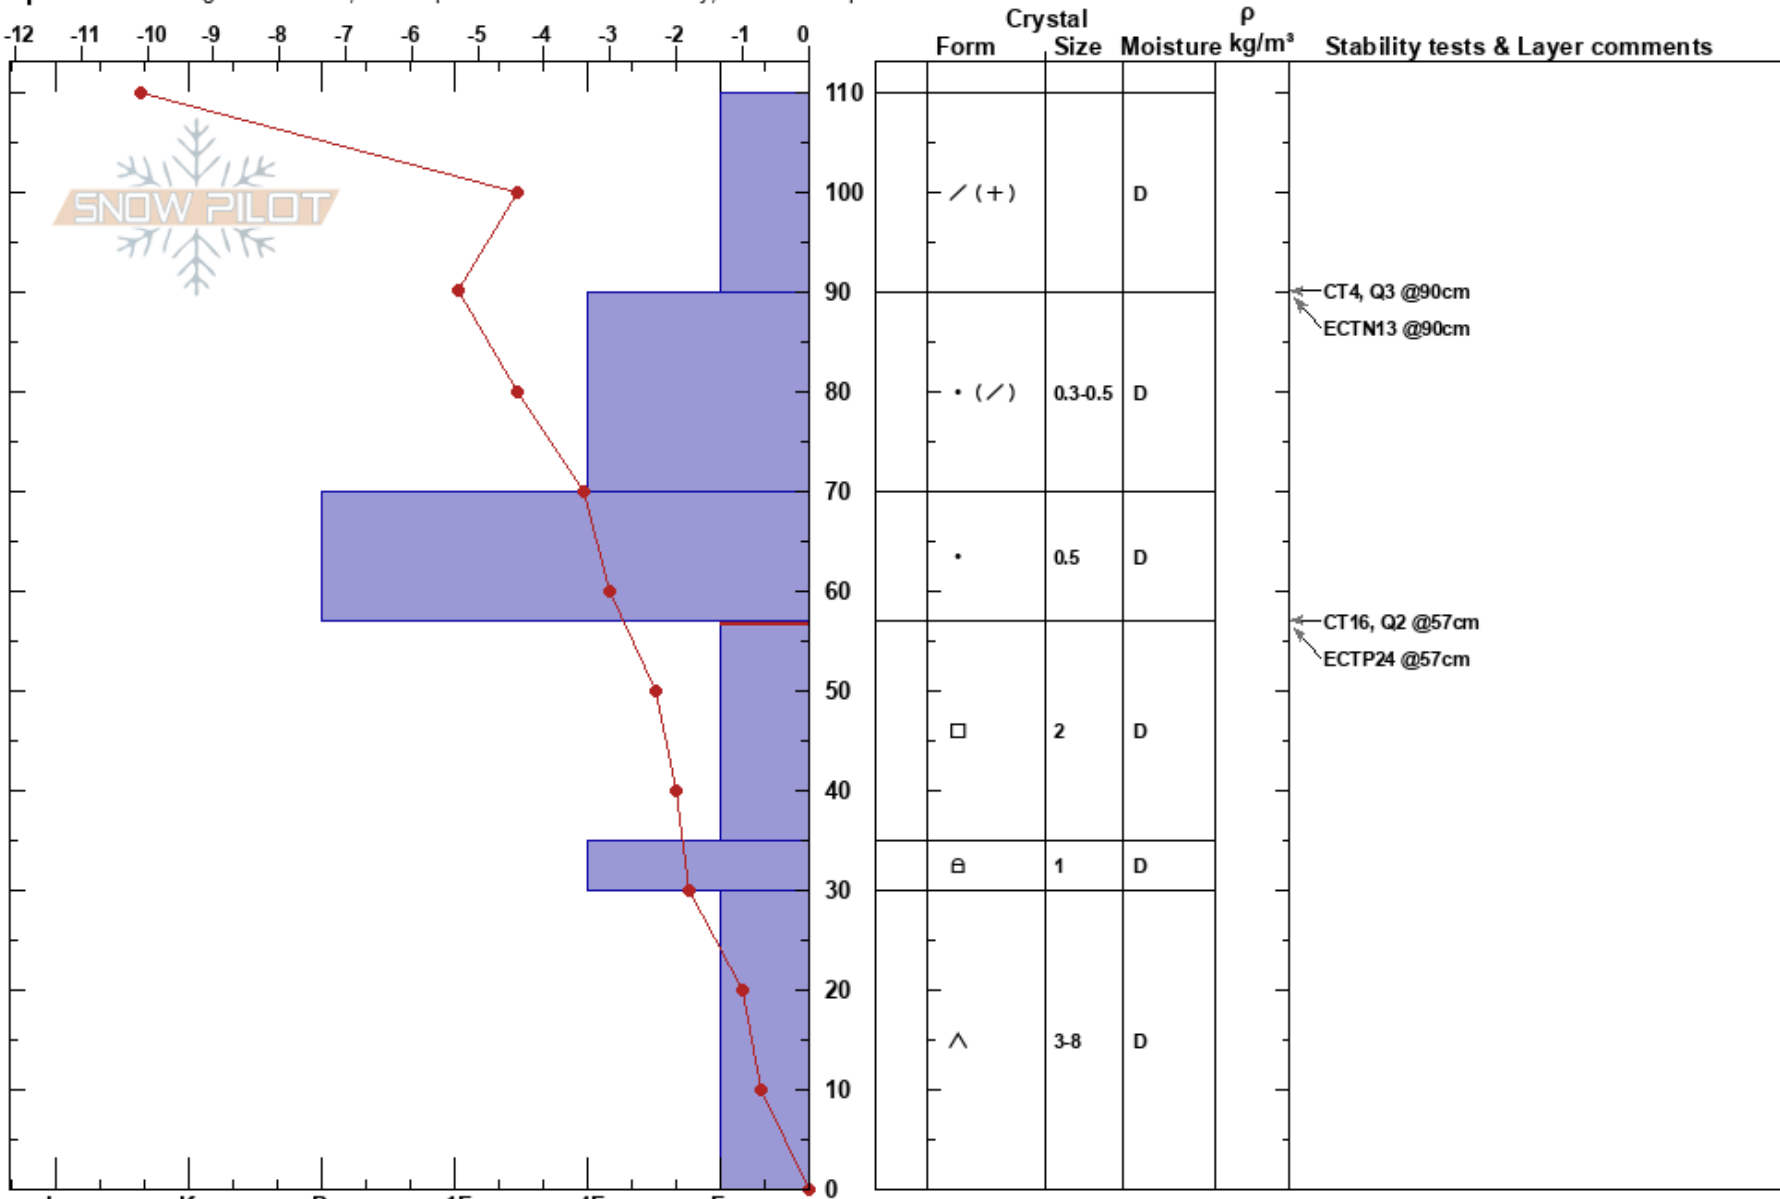 Crystal ρ
-12 -11 -10 -9 -8 -7 -6 -5 -4 -3 -2 -1 0 Form Size Moisture kg/m³ Stability tests & Layer comments
110
SNOW PILOT
100 / (+) D
90 CT4, Q3 @90cm
ECTN13 @90cm
80 • (/) 0.3-0.5 D
70
• 0.5 D
60
CT16, Q2 @57cm
ECTP24 @57cm
50
□ 2 D
40
1 D
30
20
∧ 3-8 D
10
0